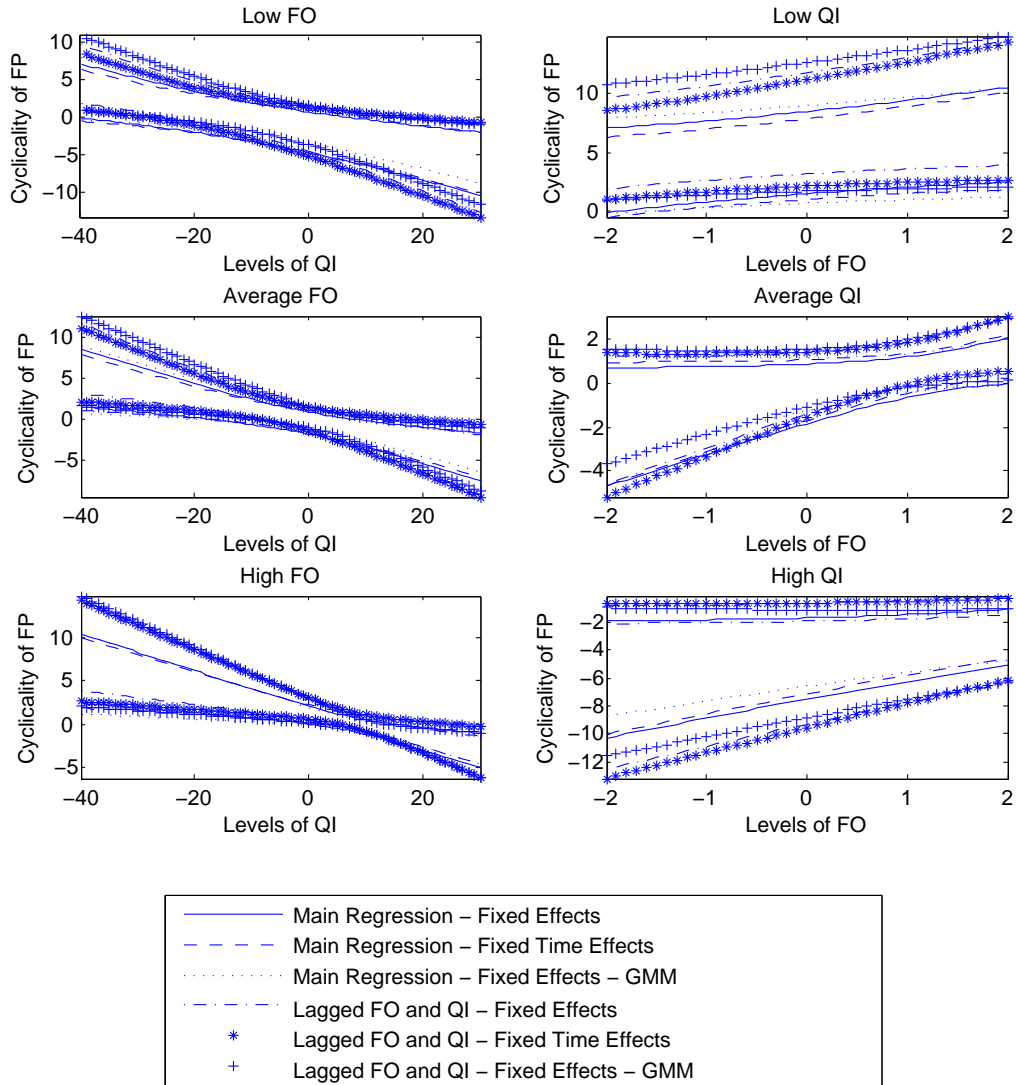 Low FO
Cyclicality of FP
10
5
0
−5
−10
−40
−20
0
20
Levels of QI
Low QI
Cyclicality of FP
10
5
0
−2
−1
0
1
2
Levels of FO
Average FO
Cyclicality of FP
10
5
0
−5
−40
−20
0
20
Levels of QI
Average QI
Cyclicality of FP
2
0
−2
−4
−2
−1
0
1
2
Levels of FO
High FO
Cyclicality of FP
10
5
0
−5
−40
−20
0
20
Levels of QI
High QI
Cyclicality of FP
−2
−4
−6
−8
−10
−12
−2
−1
0
1
2
Levels of FO
Main Regression − Fixed Effects
Main Regression − Fixed Time Effects
Main Regression − Fixed Effects − GMM
Lagged FO and QI − Fixed Effects
Lagged FO and QI − Fixed Time Effects
Lagged FO and QI − Fixed Effects − GMM